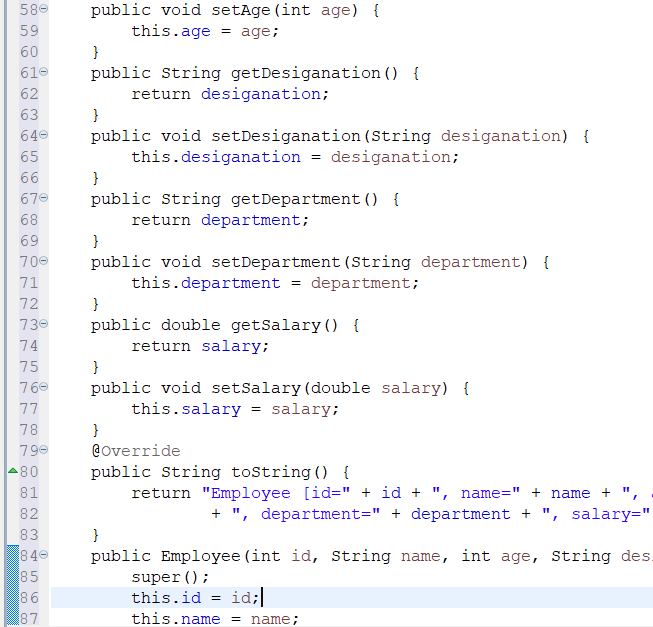 58 public void setAge(int age) {
59 this.age = age;
60 }
61 public String getDesiganation() {
62 return desiganation;
63 }
64 public void setDesiganation(String desiganation) {
65 this.desiganation = desiganation;
66 }
67 public String getDepartment() {
68 return department;
69 }
70 public void setDepartment(String department) {
71 this.department = department;
72 }
73 public double getSalary() {
74 return salary;
75 }
76 public void setSalary(double salary) {
77 this.salary = salary;
78 }
79 @Override
80 public String toString() {
81 return "Employee [id=" + id + ", name=" + name + ",
82 + ", department=" + department + ", salary="
83 }
84 public Employee(int id, String name, int age, String des
85 super();
86 this.id = id;
87 this.name = name;